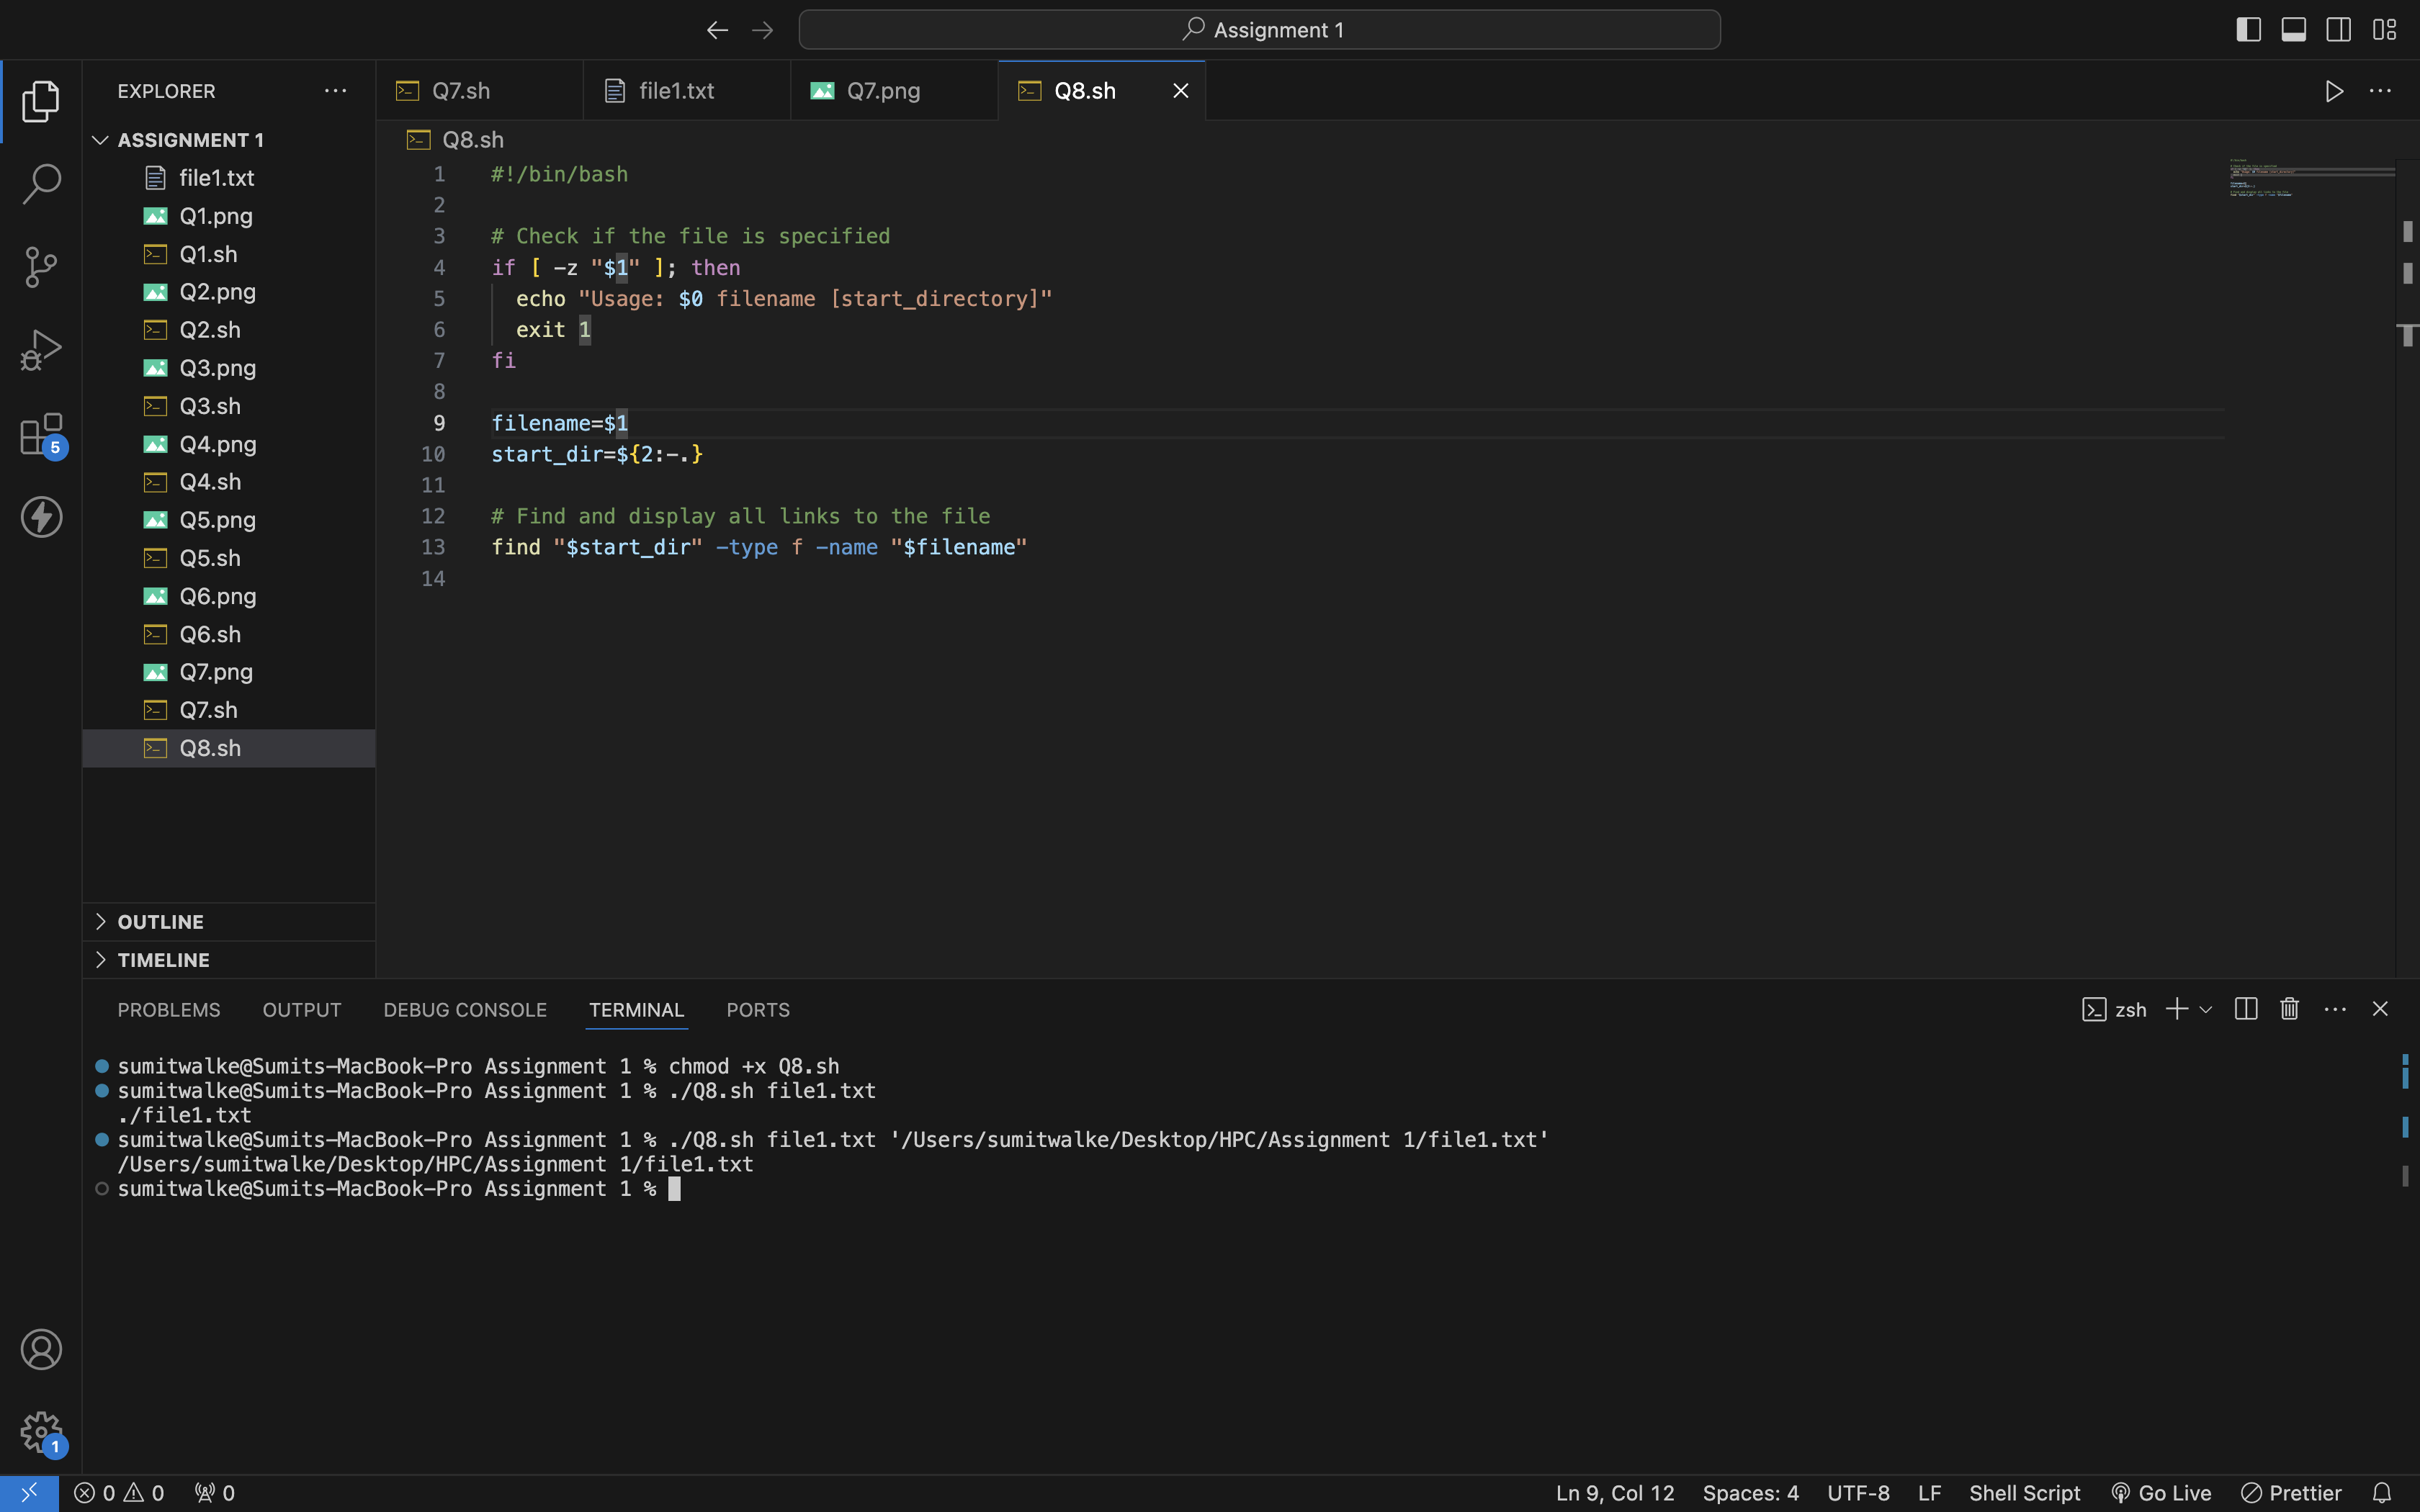 Assignment 1
EXPLORER
ASSIGNMENT 1
file1.txt
Q1.png
Q1.sh
Q2.png
Q2.sh
Q3.png
Q3.sh
Q4.png
Q4.sh
Q5.png
Q5.sh
Q6.png
Q6.sh
Q7.png
Q7.sh
Q8.sh
OUTLINE
TIMELINE
5
1
Q7.sh file1.txt Q7.png Q8.sh
Q8.sh
1 #!/bin/bash
2
3 # Check if the file is specified
4 if [ -z "$1" ]; then
5 echo "Usage: $0 filename [start_directory]"
6 exit 1
7 fi
8
9 filename=$1
10 start_dir=${2:-.}
11
12 # Find and display all links to the file
13 find "$start_dir" -type f -name "$filename"
14
PROBLEMS OUTPUT DEBUG CONSOLE TERMINAL PORTS zsh
sumitwalke@Sumits-MacBook-Pro Assignment 1 % chmod +x Q8.sh
sumitwalke@Sumits-MacBook-Pro Assignment 1 % ./Q8.sh file1.txt
./file1.txt
sumitwalke@Sumits-MacBook-Pro Assignment 1 % ./Q8.sh file1.txt '/Users/sumitwalke/Desktop/HPC/Assignment 1/file1.txt'
/Users/sumitwalke/Desktop/HPC/Assignment 1/file1.txt
sumitwalke@Sumits-MacBook-Pro Assignment 1 %
0 0 0 Ln 9, Col 12 Spaces: 4 UTF-8 LF Shell Script Go Live Prettier